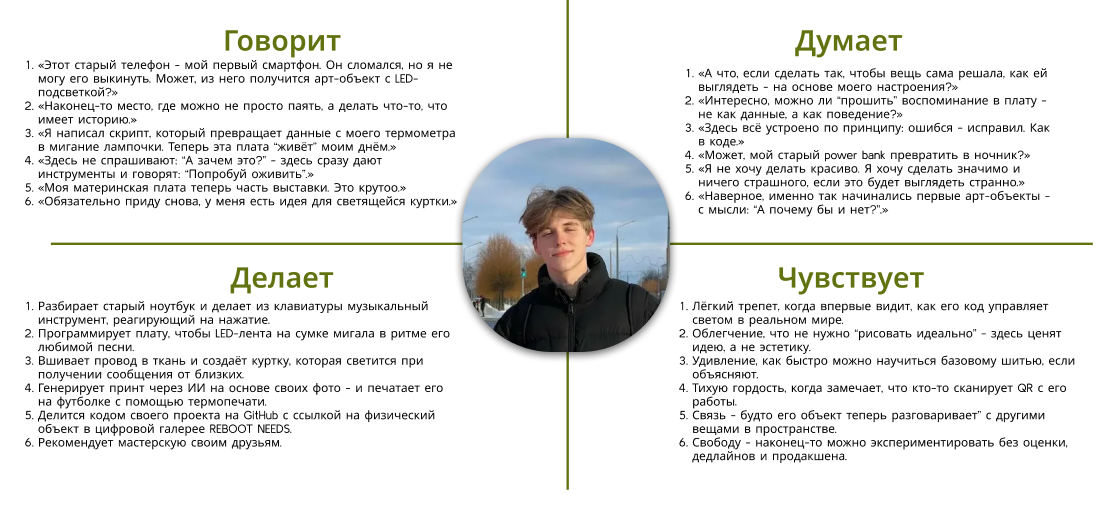 Говорит
1. «Этот старый телефон - мой первый смартфон. Он сломался, но я не
могу его выкинуть. Может, из него получится арт-объект с LED-
подсветкой?»
2. «Наконец-то место, где можно не просто паять, а делать что-то, что
имеет историю.»
3. «Я написал скрипт, который превращает данные с моего термометра
в мигание лампочки. Теперь эта плата “живёт” моим днём.»
4. «Здесь не спрашивают: “А зачем это?” - здесь сразу дают
инструменты и говорят: “Попробуй оживить”.»
5. «Моя материнская плата теперь часть выставки. Это крутоо.»
6. «Обязательно приду снова, у меня есть идея для светящейся куртки.»
Думает
1. «А что, если сделать так, чтобы вещь сама решала, как ей
выглядеть - на основе моего настроения?»
2. «Интересно, можно ли “прошить” воспоминание в плату -
не как данные, а как поведение?»
3. «Здесь всё устроено по принципу: ошибся - исправил. Как
в коде.»
4. «Может, мой старый power bank превратить в ночник?»
5. «Я не хочу делать красиво. Я хочу сделать значимо и
ничего страшного, если это будет выглядеть странно.»
6. «Наверное, именно так начинались первые арт-объекты -
с мысли: “А почему бы и нет?”.»
Делает
1. Разбирает старый ноутбук и делает из клавиатуры музыкальный
инструмент, реагирующий на нажатие.
2. Программирует плату, чтобы LED-лента на сумке мигала в ритме его
любимой песни.
3. Вшивает провод в ткань и создаёт куртку, которая светится при
получении сообщения от близких.
4. Генерирует принт через ИИ на основе своих фото - и печатает его
на футболке с помощью термопечати.
5. Делится кодом своего проекта на GitHub с ссылкой на физический
объект в цифровой галерее REBOOT NEEDS.
6. Рекомендует мастерскую своим друзьям.
Чувствует
1. Лёгкий трепет, когда впервые видит, как его код управляет
светом в реальном мире.
2. Облегчение, что не нужно “рисовать идеально” - здесь ценят
идею, а не эстетику.
3. Удивление, как быстро можно научиться базовому шитью, если
объясняют.
4. Тихую гордость, когда замечает, что кто-то сканирует QR с его
работы.
5. Связь - будто его объект теперь разговаривает” с другими
вещами в пространстве.
6. Свободу - наконец-то можно экспериментировать без оценки,
дедлайнов и продакшена.